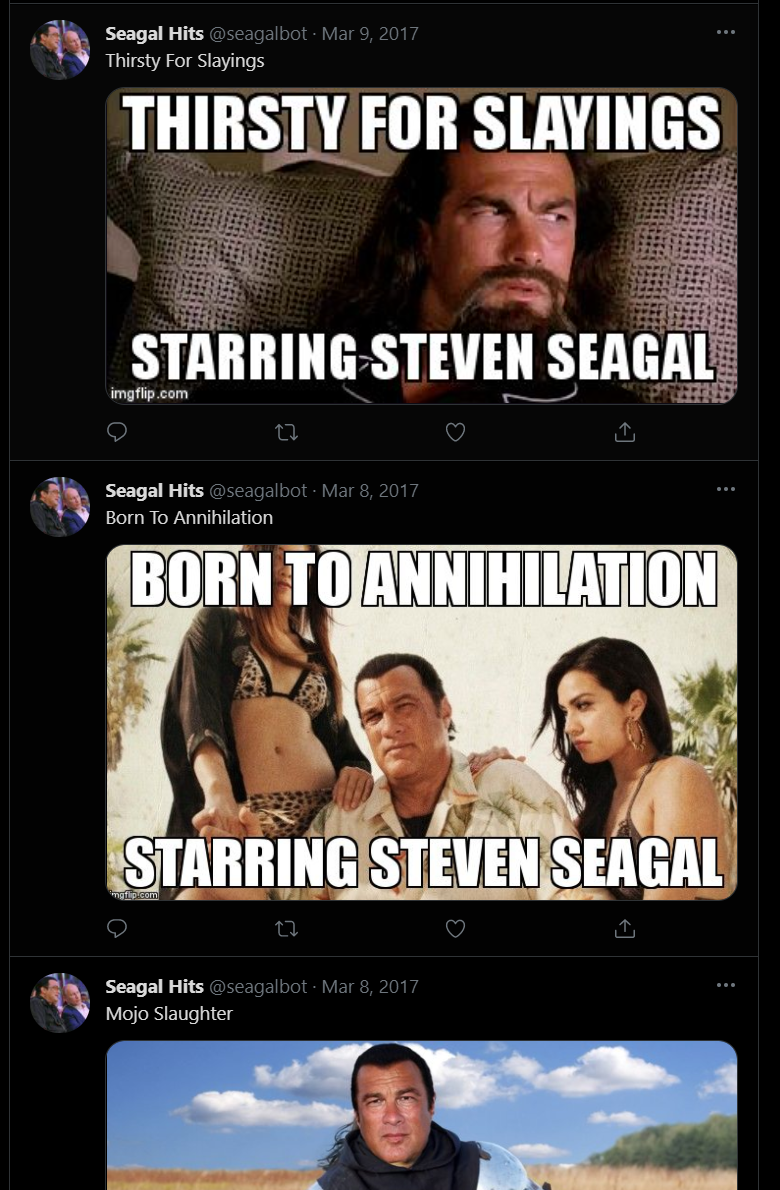 Seagal Hits @seagalbot · Mar 9, 2017
Thirsty For Slayings
THIRSTY FOR SLAYINGS
STARRING STEVEN SEAGAL
imgflip.com
Seagal Hits @seagalbot · Mar 8, 2017
Born To Annihilation
BORN TO ANNIHILATION
STARRING STEVEN SEAGAL
imgflip.com
Seagal Hits @seagalbot · Mar 8, 2017
Mojo Slaughter